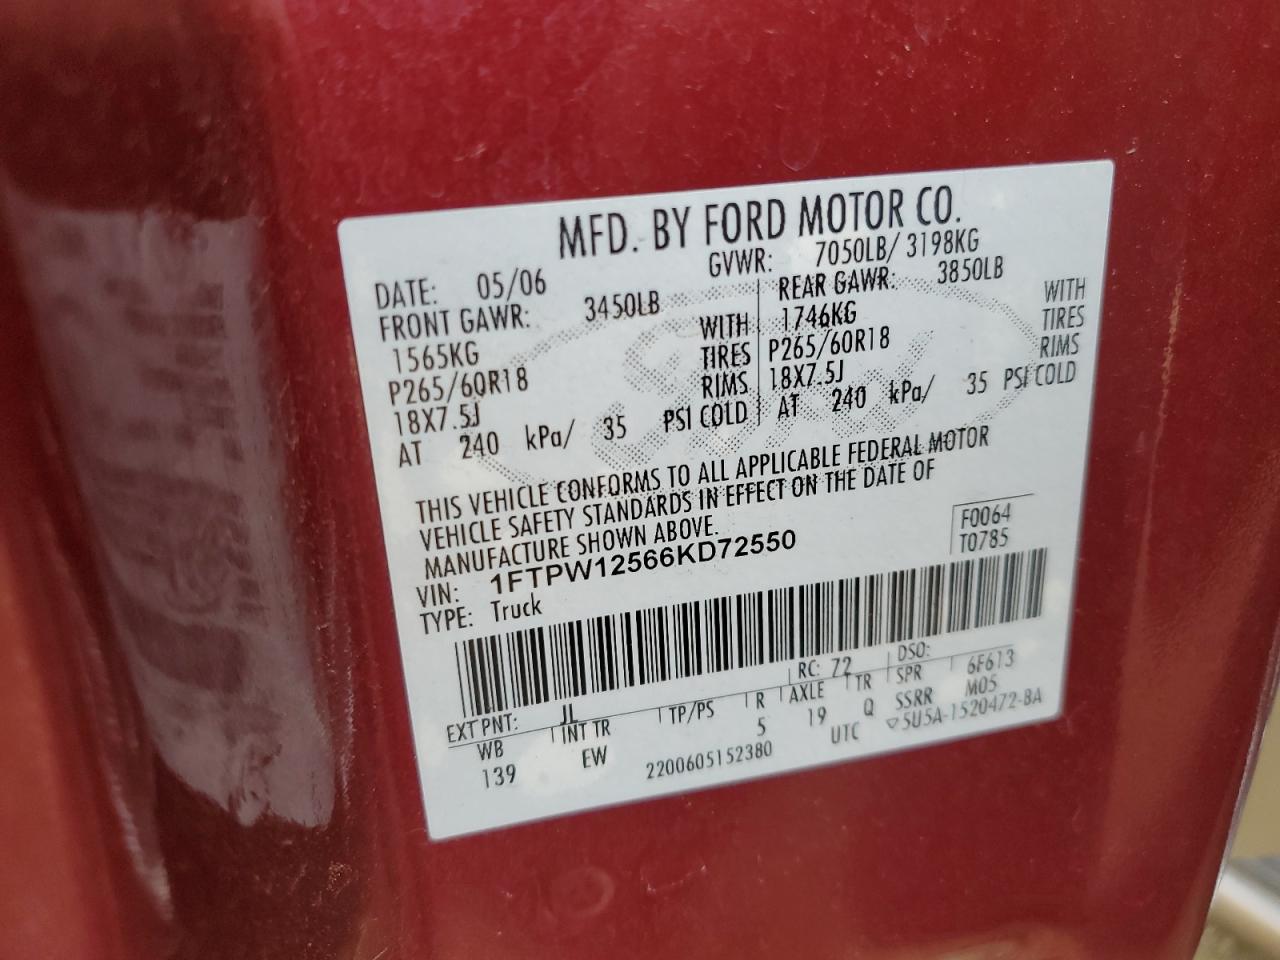 MFD. BY FORD MOTOR CO.
DATE: 05/06 GVWR: 7050LB/ 3198KG
FRONT GAWR: 3450LB REAR GAWR: 3850LB
1565KG WITH 1746KG WITH
P265/60R18 TIRES P265/60R18 TIRES
18X7.5J RIMS 18X7.5J RIMS
AT 240 kPa/ 35 PSI COLD AT 240 kPa/ 35 PSI COLD
THIS VEHICLE CONFORMS TO ALL APPLICABLE FEDERAL MOTOR
VEHICLE SAFETY STANDARDS IN EFFECT ON THE DATE OF
MANUFACTURE SHOWN ABOVE.
VIN: 1FTPW12566KD72550 F0064
TYPE: Truck T0785
EXT PNT: JL RC: 72 DSO:
WB INT TR TP/PS R AXLE TR SPR 6F613
139 EW 5 19 Q SSRR M05
2200605152380 UTC ▽5U5A-1520472-BA
Ford